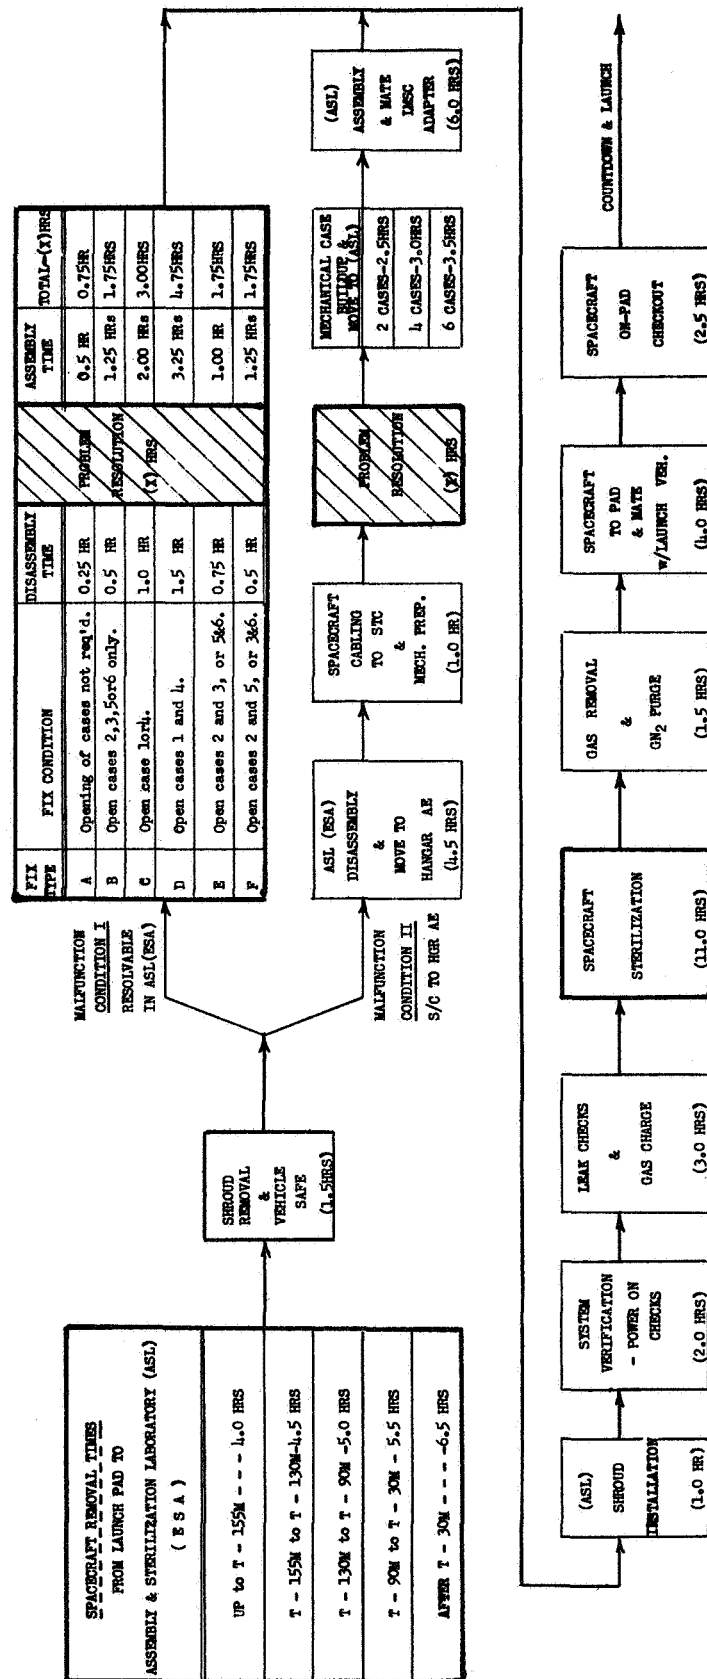 SPACECRAFT REMOVAL TIMES
FROM LAUNCH PAD TO
ASSEMBLY & STERILIZATION LABORATORY (ASL)
(ESA)
UP to T - 155M - - - 4.0 HRS
T - 155M to T - 130M-4.5 HRS
T - 130M to T - 90M -5.0 HRS
T - 90M to T - 30M - 5.5 HRS
AFTER T - 30M - - - -6.5 HRS
SHROUD
REMOVAL
&
VEHICLE
SAFE
(1.5HRS)
MALFUNCTION
CONDITION I
RESOLVABLE
IN ASL(ESA)
FIX TYPE FIX CONDITION DISASSEMBLY TIME PROBLEM RESOLUTION (X) HRS ASSEMBLY TIME TOTAL-(X)HRS
A Opening of cases not req'd. 0.25 HR 0.5 HR 0.75HR
B Open cases 2,3,5or6 only. 0.5 HR 1.25 HRs 1.75HRS
C Open case 1or4. 1.0 HR 2.00 HRs 3.00HRS
D Open cases 1 and 4. 1.5 HR 3.25 HRs 4.75HRS
E Open cases 2 and 3, or 5&6. 0.75 HR 1.00 HR 1.75HRS
F Open cases 2 and 5, or 3&6. 0.5 HR 1.25 HRS 1.75HRS
MALFUNCTION
CONDITION II
S/C TO HGR AE
ASL (ESA)
DISASSEMBLY
&
MOVE TO
HANGAR AE
(4.5 HRS)
SPACECRAFT
CABLING
TO STC
&
MECH. PREP.
(1.0 HR)
PROBLEM
RESOLUTION
(X) HRS
MECHANICAL CASE
BUILDUP &
MOVE TO (ASL)
2 CASES-2.5HRS
4 CASES-3.0HRS
6 CASES-3.5HRS
(ASL)
ASSEMBLY
& MATE
LMSC
ADAPTER
(6.0 HRS)
(ASL)
SHROUD
INSTALLATION
(1.0 HR)
SYSTEM
VERIFICATION
- POWER ON
CHECKS
(2.0 HRS)
LEAK CHECKS
&
GAS CHARGE
(3.0 HRS)
SPACECRAFT
STERILIZATION
(11.0 HRS)
GAS REMOVAL
&
GN2 PURGE
(1.5 HRS)
SPACECRAFT
TO PAD
& MATE
w/LAUNCH VEH.
(4.0 HRS)
SPACECRAFT
ON-PAD
CHECKOUT
(2.5 HRS)
COUNTDOWN & LAUNCH